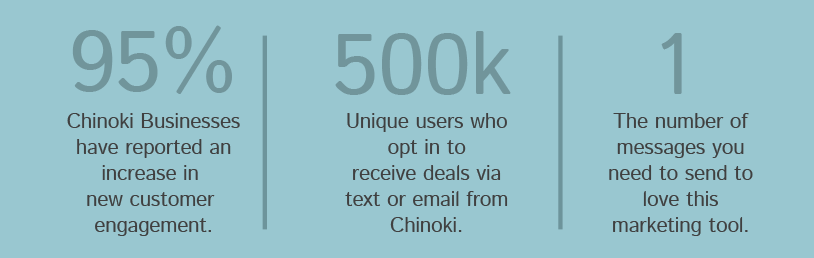 95%
Chinoki Businesses
have reported an
increase in
new customer
engagement.
500k
Unique users who
opt in to
receive deals via
text or email from
Chinoki.
1
The number of
messages you
need to send to
love this
marketing tool.